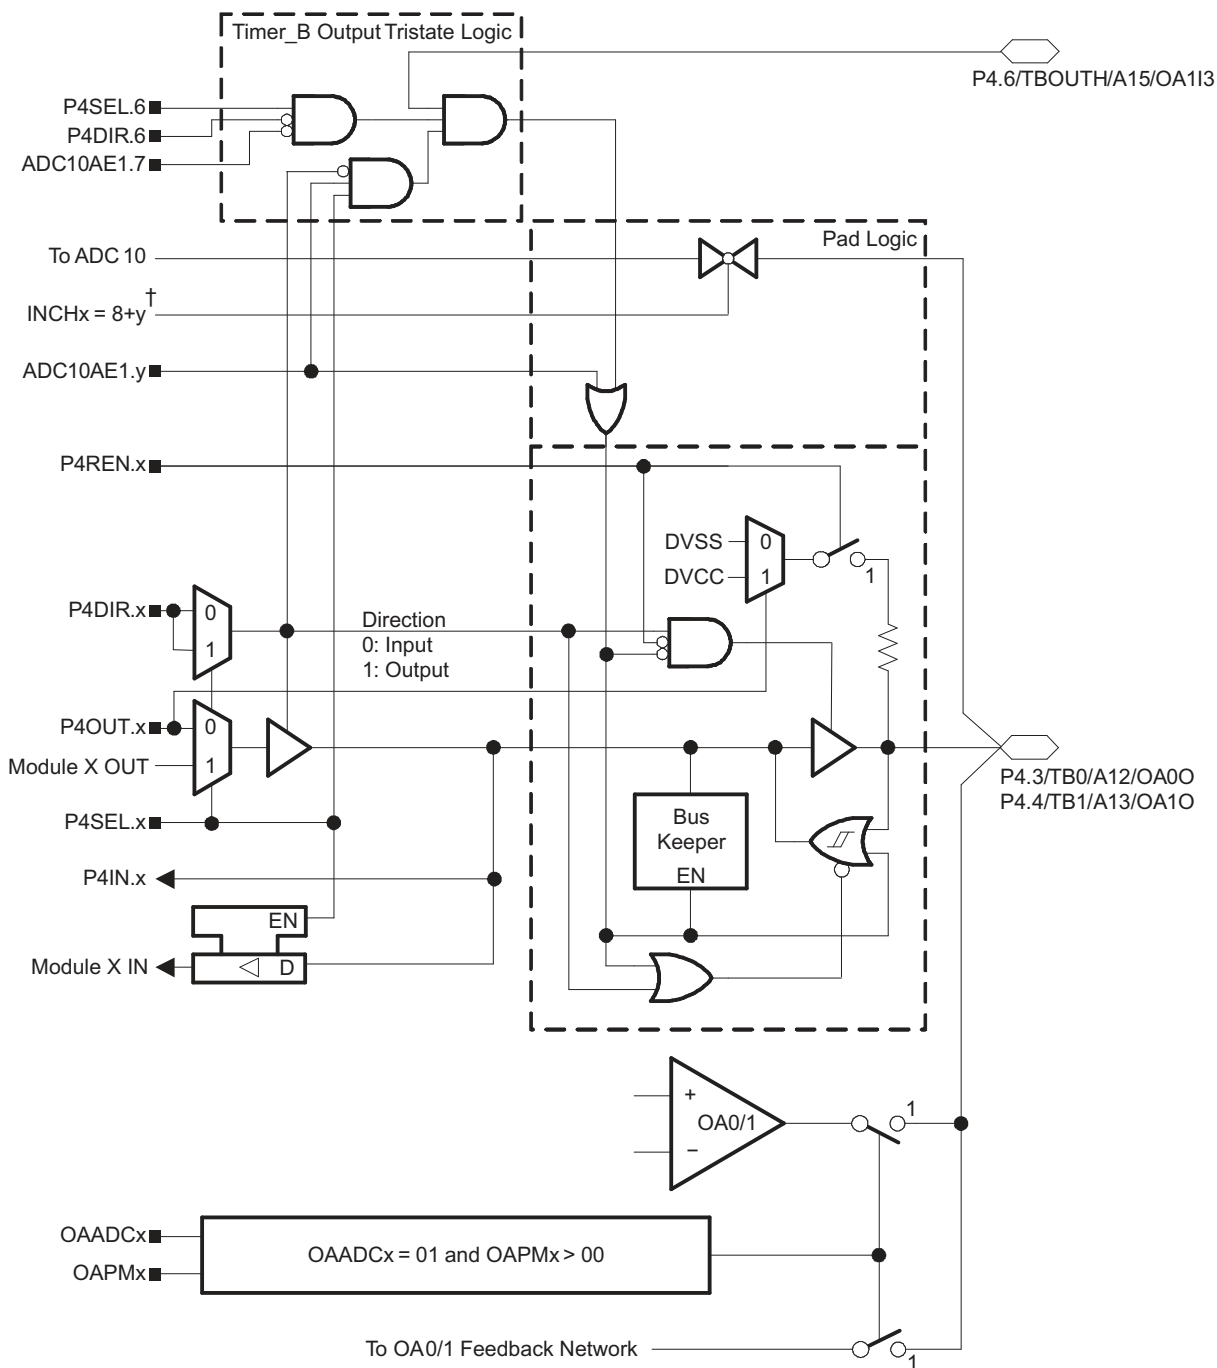 Timer_B Output Tristate Logic
P4.6/TBOUTH/A15/OA1I3
P4SEL.6
P4DIR.6
ADC10AE1.7
Pad Logic
To ADC 10
INCHx = 8+y†
ADC10AE1.y
P4REN.x
DVSS
0
DVCC
1
1
P4DIR.x
0
1
Direction
0: Input
1: Output
P4OUT.x
0
Module X OUT
1
P4.3/TB0/A12/OA0O
P4.4/TB1/A13/OA1O
P4SEL.x
Bus
Keeper
EN
P4IN.x
EN
Module X IN
D
+
OA0/1
−
1
OAADCx
OAPMx
OAADCx = 01 and OAPMx > 00
To OA0/1 Feedback Network
1